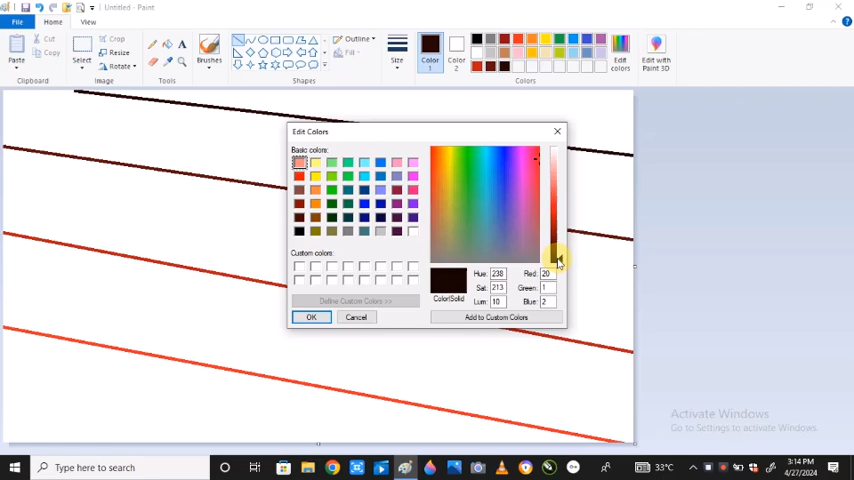 Untitled - Paint
File Home View
Paste
Cut
Copy
Clipboard
Select
Crop
Resize
Rotate
Image
A
Tools
Brushes
Shapes
Outline
Fill
Size
Color 1
Color 2
Colors
Edit colors
Edit with Paint 3D
Edit Colors
Basic colors:
Custom colors:
Define Custom Colors >>
OK Cancel
Color|Solid
Hue: 238 Red: 20
Sat: 213 Green: 1
Lum: 10 Blue: 2
Add to Custom Colors
Activate Windows
Go to Settings to activate Windows.
Type here to search
33°C
3:14 PM
4/27/2024